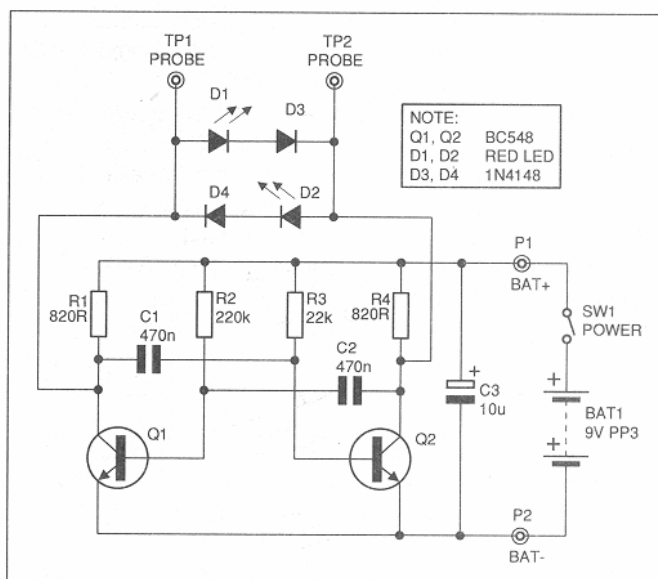 TP1
PROBE
TP2
PROBE
D1
D3
NOTE:
Q1, Q2 BC548
D1, D2 RED LED
D3, D4 1N4148
D4
D2
P1
BAT+
R1
820R
C1
470n
R2
220k
R3
22k
R4
820R
SW1
POWER
C2
470n
+
C3
10u
+
BAT1
9V PP3
+
Q1
Q2
P2
BAT-